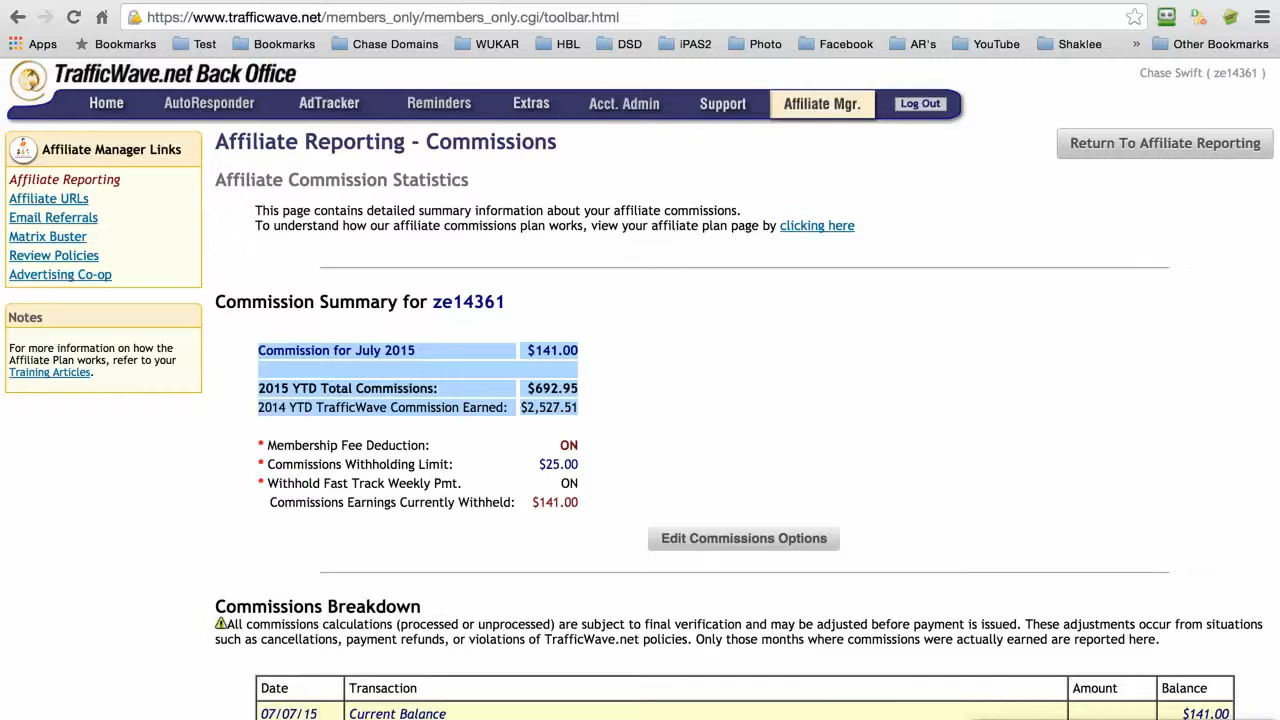 https://www.trafficwave.net/members_only/members_only.cgi/toolbar.html
Apps Bookmarks Test Bookmarks Chase Domains WUKAR HBL DSD iPAS2 Photo Facebook AR's YouTube Shaklee » Other Bookmarks
TrafficWave.net Back Office
Chase Swift ( ze14361 )
Home AutoResponder AdTracker Reminders Extras Acct. Admin Support Affiliate Mgr. Log Out
Affiliate Manager Links
Affiliate Reporting
Affiliate URLs
Email Referrals
Matrix Buster
Review Policies
Advertising Co-op
Notes
For more information on how the
Affiliate Plan works, refer to your
Training Articles.
Affiliate Reporting - Commissions
Return To Affiliate Reporting
Affiliate Commission Statistics
This page contains detailed summary information about your affiliate commissions.
To understand how our affiliate commissions plan works, view your affiliate plan page by clicking here
Commission Summary for ze14361
Commission for July 2015 $141.00
2015 YTD Total Commissions: $692.95
2014 YTD TrafficWave Commission Earned: $2,527.51
* Membership Fee Deduction: ON
* Commissions Withholding Limit: $25.00
* Withhold Fast Track Weekly Pmt. ON
Commissions Earnings Currently Withheld: $141.00
Edit Commissions Options
Commissions Breakdown
All commissions calculations (processed or unprocessed) are subject to final verification and may be adjusted before payment is issued. These adjustments occur from situations
such as cancellations, payment refunds, or violations of TrafficWave.net policies. Only those months where commissions were actually earned are reported here.
Date Transaction Amount Balance
07/07/15 Current Balance $141.00